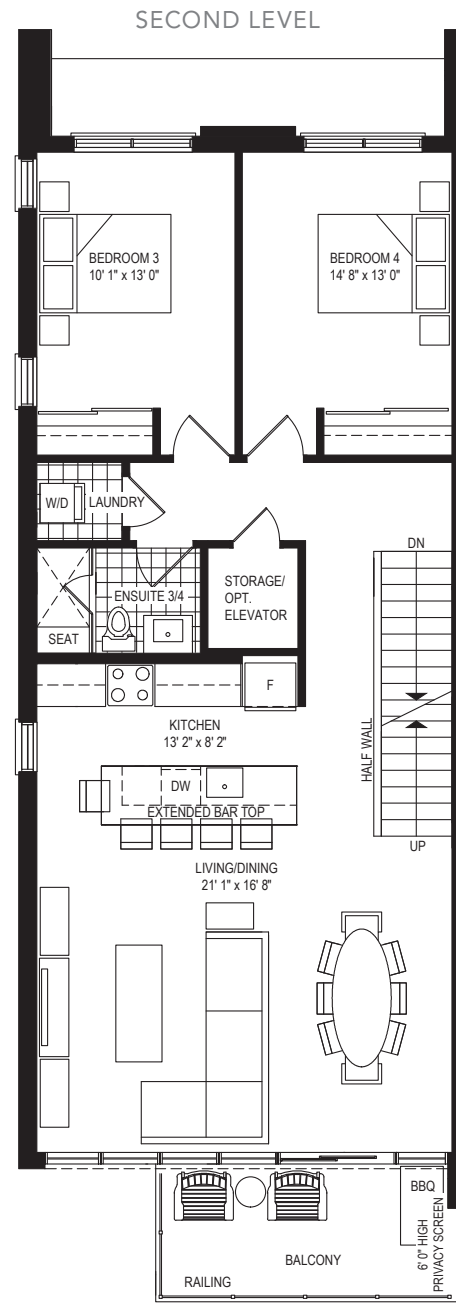 SECOND LEVEL
BEDROOM 3
10' 1" x 13' 0"
BEDROOM 4
14' 8" x 13' 0"
W/D
LAUNDRY
DN
ENSUITE 3/4
STORAGE/
OPT.
ELEVATOR
SEAT
F
KITCHEN
13' 2" x 8' 2"
HALF WALL
DW
EXTENDED BAR TOP
UP
LIVING/DINING
21' 1" x 16' 8"
BBQ
6' 0" HIGH
PRIVACY SCREEN
BALCONY
RAILING